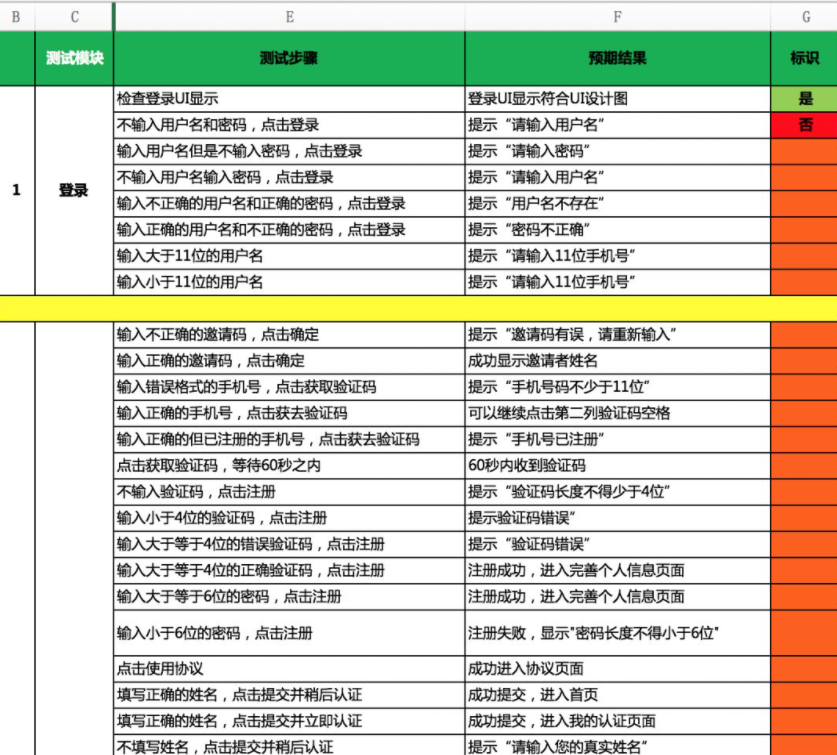 B C E F G
测试模块 测试步骤 预期结果 标识
检查登录UI显示 登录UI显示符合UI设计图 是
不输入用户名和密码，点击登录 提示“请输入用户名” 否
输入用户名但是不输入密码，点击登录 提示“请输入密码”
不输入用户名输入密码，点击登录 提示“请输入用户名”
1 登录
输入不正确的用户名和正确的密码，点击登录 提示“用户名不存在”
输入正确的用户名和不正确的密码，点击登录 提示“密码不正确”
输入大于11位的用户名 提示“请输入11位手机号”
输入小于11位的用户名 提示“请输入11位手机号”
输入不正确的邀请码，点击确定 提示“邀请码有误，请重新输入”
输入正确的邀请码，点击确定 成功显示邀请者姓名
输入错误格式的手机号，点击获取验证码 提示“手机号码不少于11位”
输入正确的手机号，点击获去验证码 可以继续点击第二列验证码空格
输入正确的但已注册的手机号，点击获去验证码 提示“手机号已注册”
点击获取验证码，等待60秒之内 60秒内收到验证码
不输入验证码，点击注册 提示“验证码长度不得少于4位”
输入小于4位的验证码，点击注册 提示验证码错误”
输入大于等于4位的错误验证码，点击注册 提示“验证码错误”
输入大于等于4位的正确验证码，点击注册 注册成功，进入完善个人信息页面
输入大于等于6位的密码，点击注册 注册成功，进入完善个人信息页面
输入小于6位的密码，点击注册 注册失败，显示"密码长度不得小于6位"
点击使用协议 成功进入协议页面
填写正确的姓名，点击提交并稍后认证 成功提交，进入首页
填写正确的姓名，点击提交并立即认证 成功提交，进入我的认证页面
不填写姓名，点击提交并稍后认证 提示“请输入您的真实姓名”